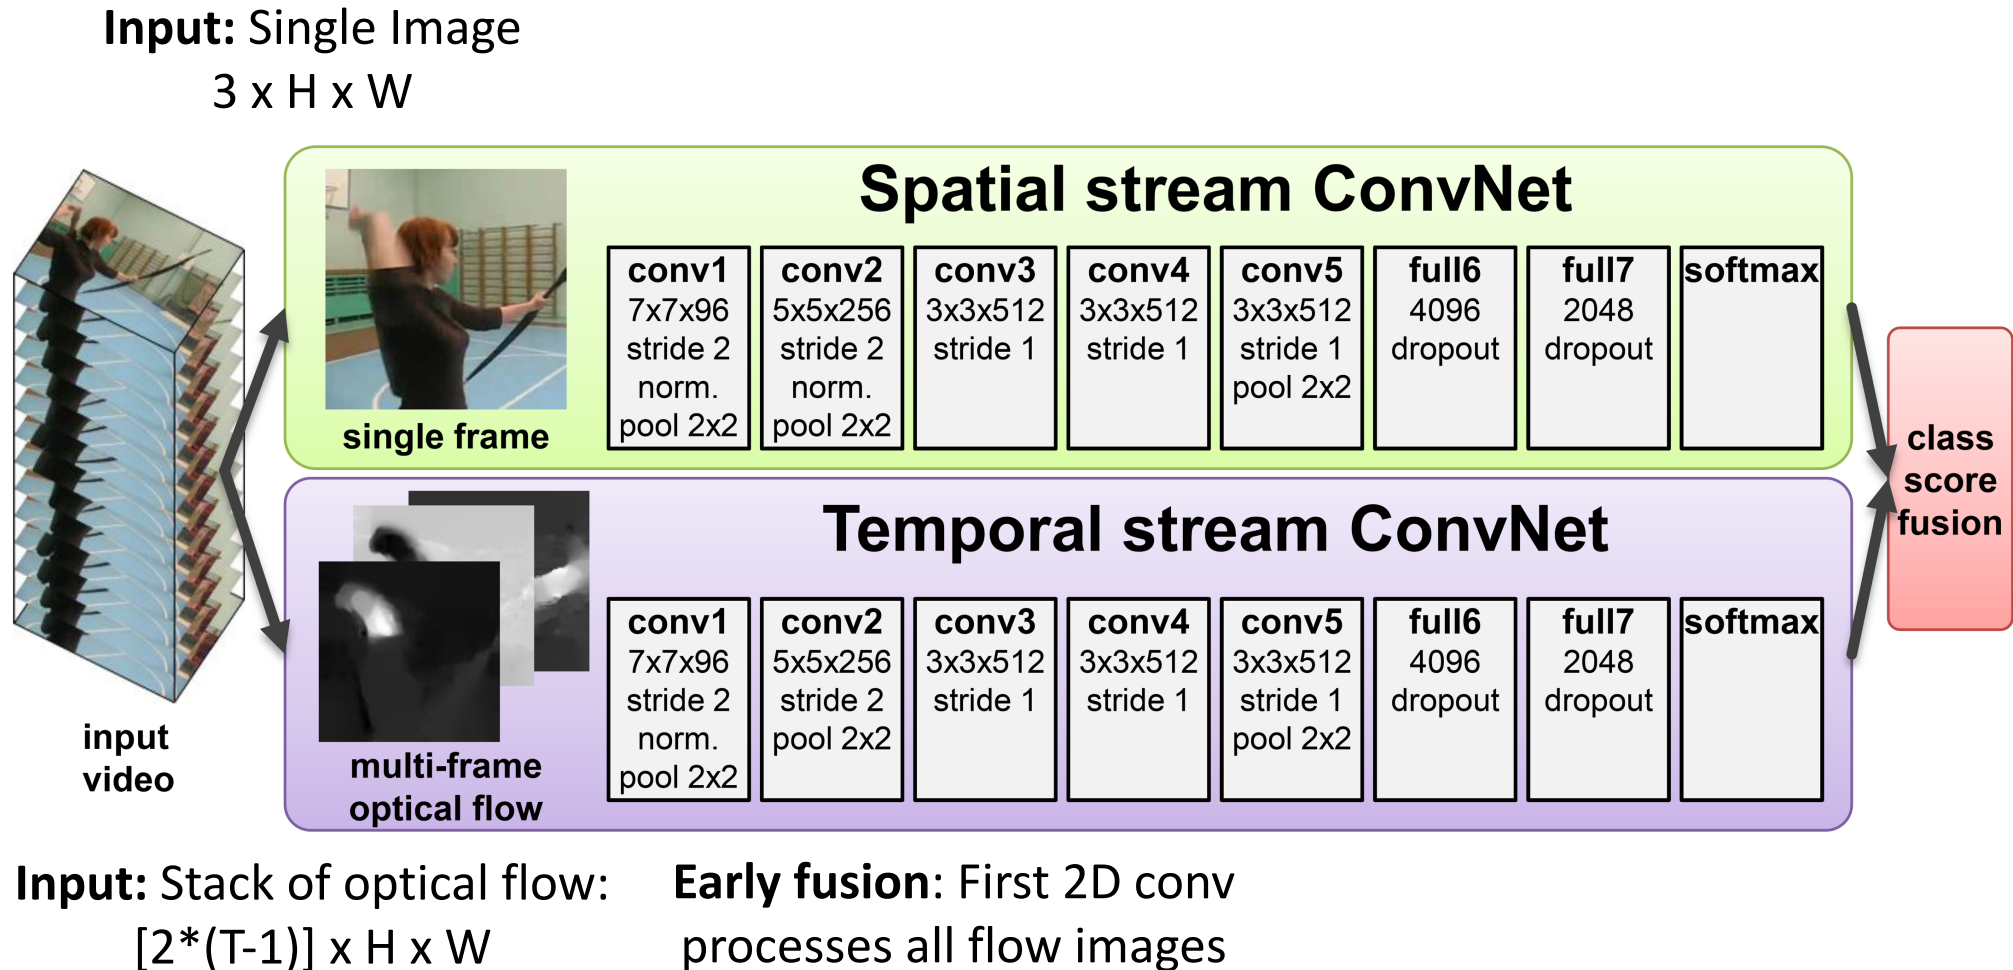 Input: Single Image
3 x H x W
Spatial stream ConvNet
single frame
conv1
7x7x96
stride 2
norm.
pool 2x2
conv2
5x5x256
stride 2
norm.
pool 2x2
conv3
3x3x512
stride 1
conv4
3x3x512
stride 1
conv5
3x3x512
stride 1
pool 2x2
full6
4096
dropout
full7
2048
dropout
softmax
input
video
Temporal stream ConvNet
multi-frame
optical flow
conv1
7x7x96
stride 2
norm.
pool 2x2
conv2
5x5x256
stride 2
pool 2x2
conv3
3x3x512
stride 1
conv4
3x3x512
stride 1
conv5
3x3x512
stride 1
pool 2x2
full6
4096
dropout
full7
2048
dropout
softmax
class
score
fusion
Input: Stack of optical flow:
[2*(T-1)] x H x W
Early fusion: First 2D conv
processes all flow images